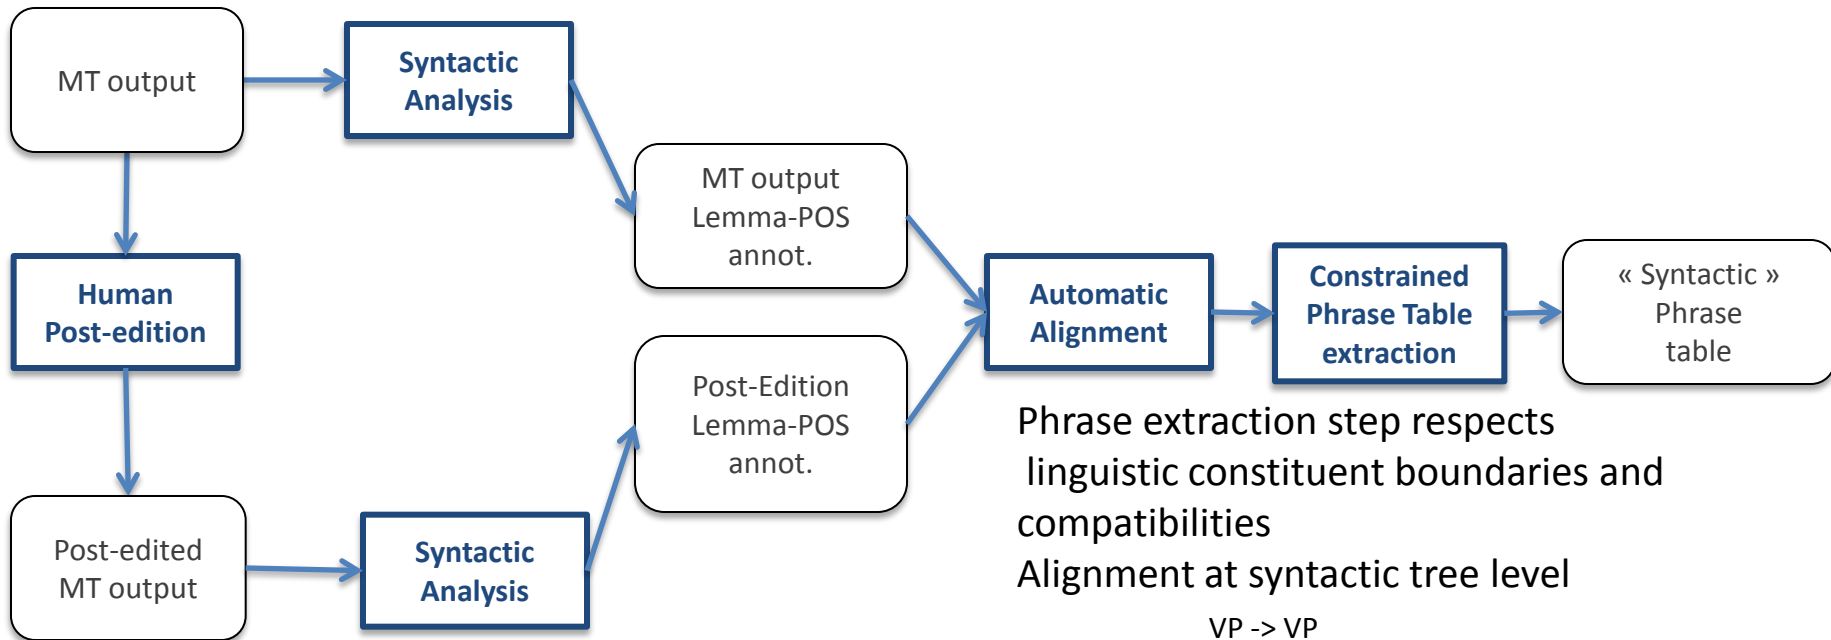 MT output
Syntactic
Analysis
MT output
Lemma-POS
annot.
Human
Post-edition
Automatic
Alignment
Constrained
Phrase Table
extraction
« Syntactic »
Phrase
table
Post-Edition
Lemma-POS
annot.
Post-edited
MT output
Syntactic
Analysis
Phrase extraction step respects
linguistic constituent boundaries and
compatibilities
Alignment at syntactic tree level
VP -> VP